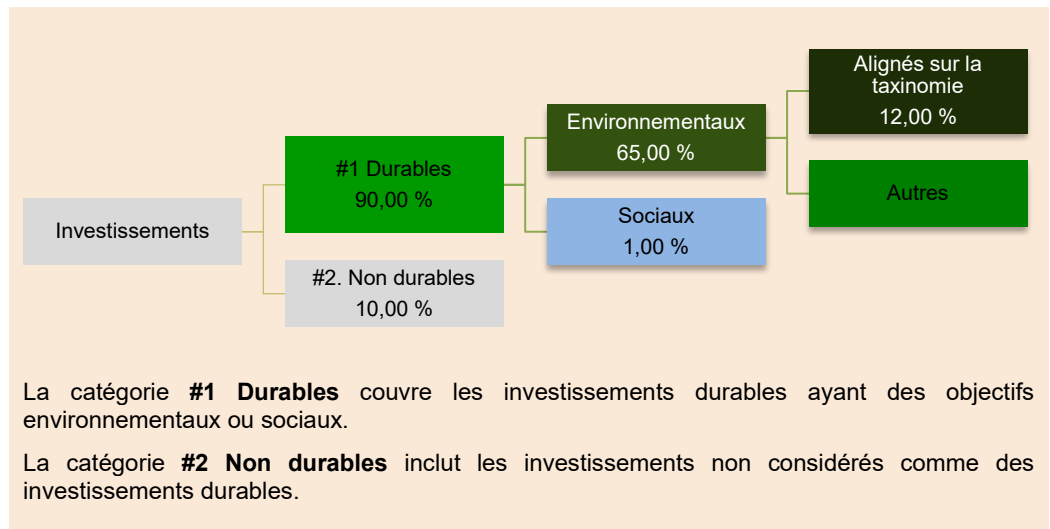 Investissements
#1 Durables
90,00 %
#2. Non durables
10,00 %
Environnementaux
65,00 %
Sociaux
1,00 %
Alignés sur la
taxinomie
12,00 %
Autres
La catégorie #1 Durables couvre les investissements durables ayant des objectifs
environnementaux ou sociaux.
La catégorie #2 Non durables inclut les investissements non considérés comme des
investissements durables.